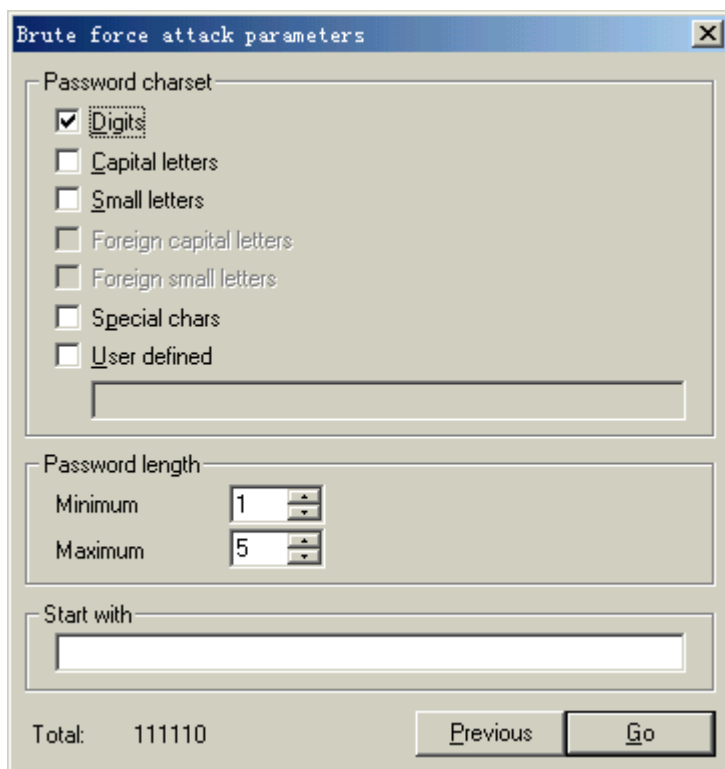 Brute force attack parameters
Password charset
Digits
Capital letters
Small letters
Foreign capital letters
Foreign small letters
Special chars
User defined
Password length
Minimum 1
Maximum 5
Start with
Total: 111110 Previous Go